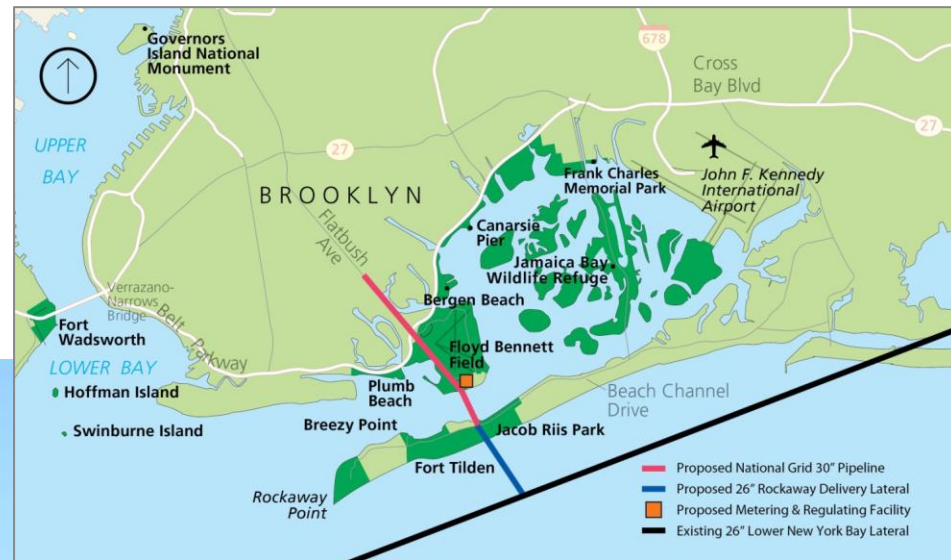 Governors
Island National
Monument
678
Cross
Bay Blvd
27
UPPER
BAY
27
Frank Charles
Memorial Park
John F. Kennedy
International
Airport
BROOKLYN
Flatbush
Ave
Canarsie
Pier
Jamaica Bay
Wildlife Refuge
Bergen Beach
Verrazano-
Narrows
Bridge
Belt
Parkway
Fort
Wadsworth
Floyd Bennett
Field
LOWER BAY
Hoffman Island
Plumb
Beach
Beach Channel
Drive
Swinburne Island
Breezy Point
Jacob Riis Park
Fort Tilden
Rockaway
Point
Proposed National Grid 30" Pipeline
Proposed 26" Rockaway Delivery Lateral
Proposed Metering & Regulating Facility
Existing 26" Lower New York Bay Lateral